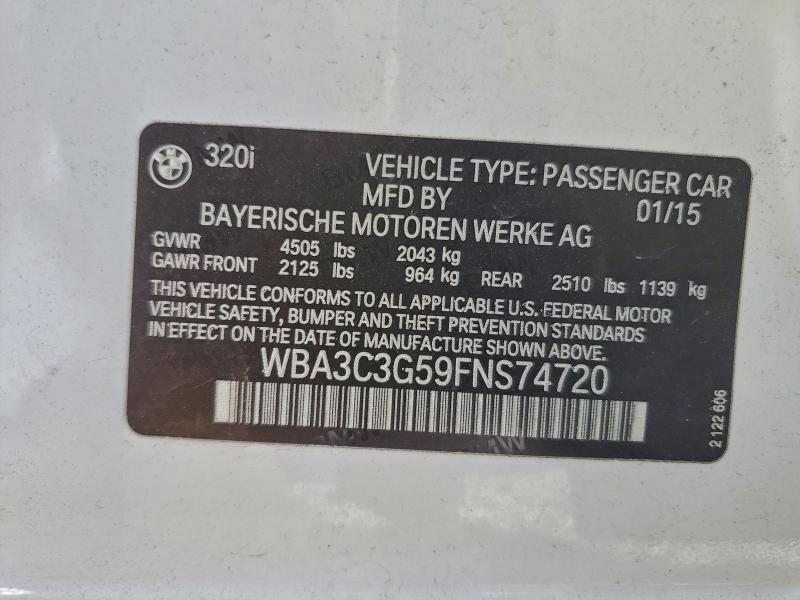 BMW 320i VEHICLE TYPE: PASSENGER CAR
MFD BY 01/15
BAYERISCHE MOTOREN WERKE AG
GVWR 4505 lbs 2043 kg
GAWR FRONT 2125 lbs 964 kg REAR 2510 lbs 1139 kg
THIS VEHICLE CONFORMS TO ALL APPLICABLE U.S. FEDERAL MOTOR
VEHICLE SAFETY, BUMPER AND THEFT PREVENTION STANDARDS
IN EFFECT ON THE DATE OF MANUFACTURE SHOWN ABOVE.
WBA3C3G59FNS74720
2 122 606